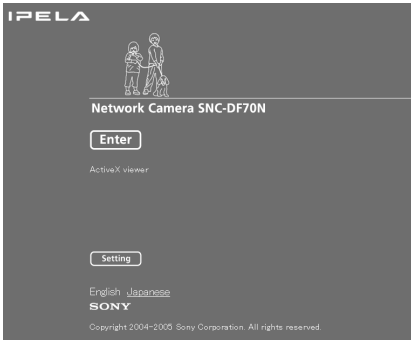 IPELA
Network Camera SNC-DF70N
Enter
ActiveX viewer
Setting
English Japanese
SONY
Copyright 2004-2005 Sony Corporation. All rights reserved.